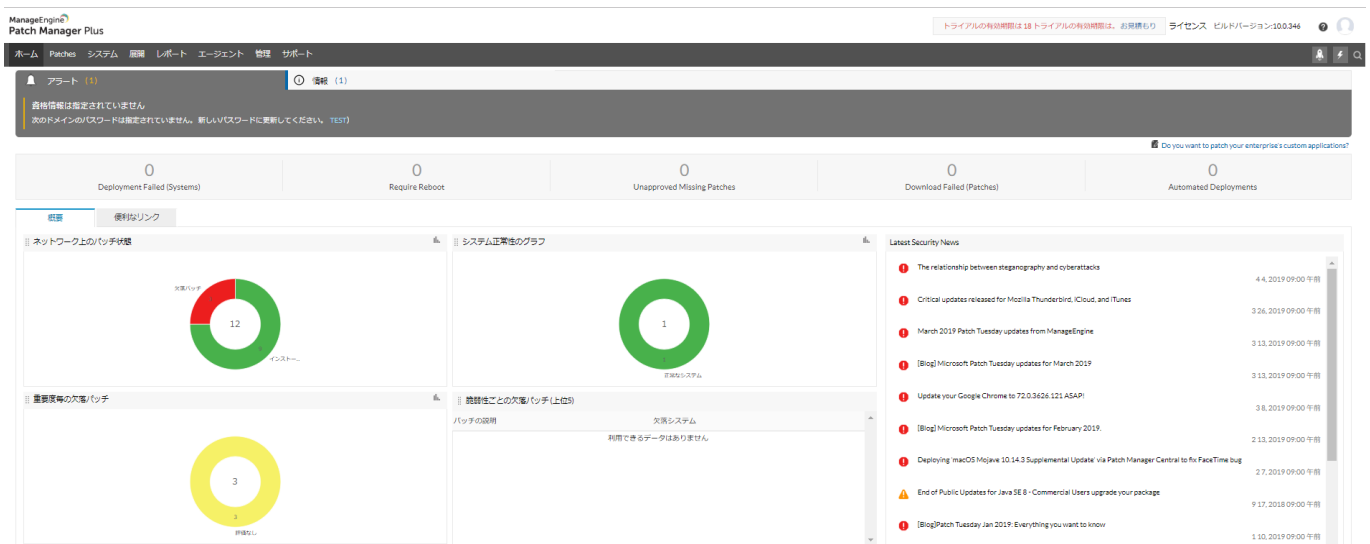 ManageEngine
Patch Manager Plus
トライアルの有効期限は 18 トライアルの有効期限は。 お見積もり ライセンス ビルドバージョン:10.0.346
ホーム Patches システム 展開 レポート エージェント 管理 サポート
アラート (1)
情報 (1)
資格情報は指定されていません
次のドメインのパスワードは指定されていません。新しいパスワードに更新してください。 TEST)
Do you want to patch your enterprise's custom applications?
0 0 0 0 0
Deployment Failed (Systems) Require Reboot Unapproved Missing Patches Download Failed (Patches) Automated Deployments
概要 便利なリンク
ネットワーク上のパッチ状態
欠落パッチ
12
インストー...
システム正常性のグラフ
1
1
正常なシステム
重要度毎の欠落パッチ
3
3
評価なし
脆弱性ごとの欠落パッチ(上位5)
パッチの説明 欠落システム
利用できるデータはありません
Latest Security News
The relationship between steganography and cyberattacks
4 4, 2019 09:00 午前
Critical updates released for Mozilla Thunderbird, iCloud, and iTunes
3 26, 2019 09:00 午前
March 2019 Patch Tuesday updates from ManageEngine
3 13, 2019 09:00 午前
[Blog] Microsoft Patch Tuesday updates for March 2019
3 13, 2019 09:00 午前
Update your Google Chrome to 72.0.3626.121 ASAP!
3 8, 2019 09:00 午前
[Blog] Microsoft Patch Tuesday updates for February 2019.
2 13, 2019 09:00 午前
Deploying 'macOS Mojave 10.14.3 Supplemental Update' via Patch Manager Central to fix FaceTime bug
2 7, 2019 09:00 午前
End of Public Updates for Java SE 8 - Commercial Users upgrade your package
9 17, 2018 09:00 午前
[Blog]Patch Tuesday Jan 2019: Everything you want to know
1 10, 2019 09:00 午前